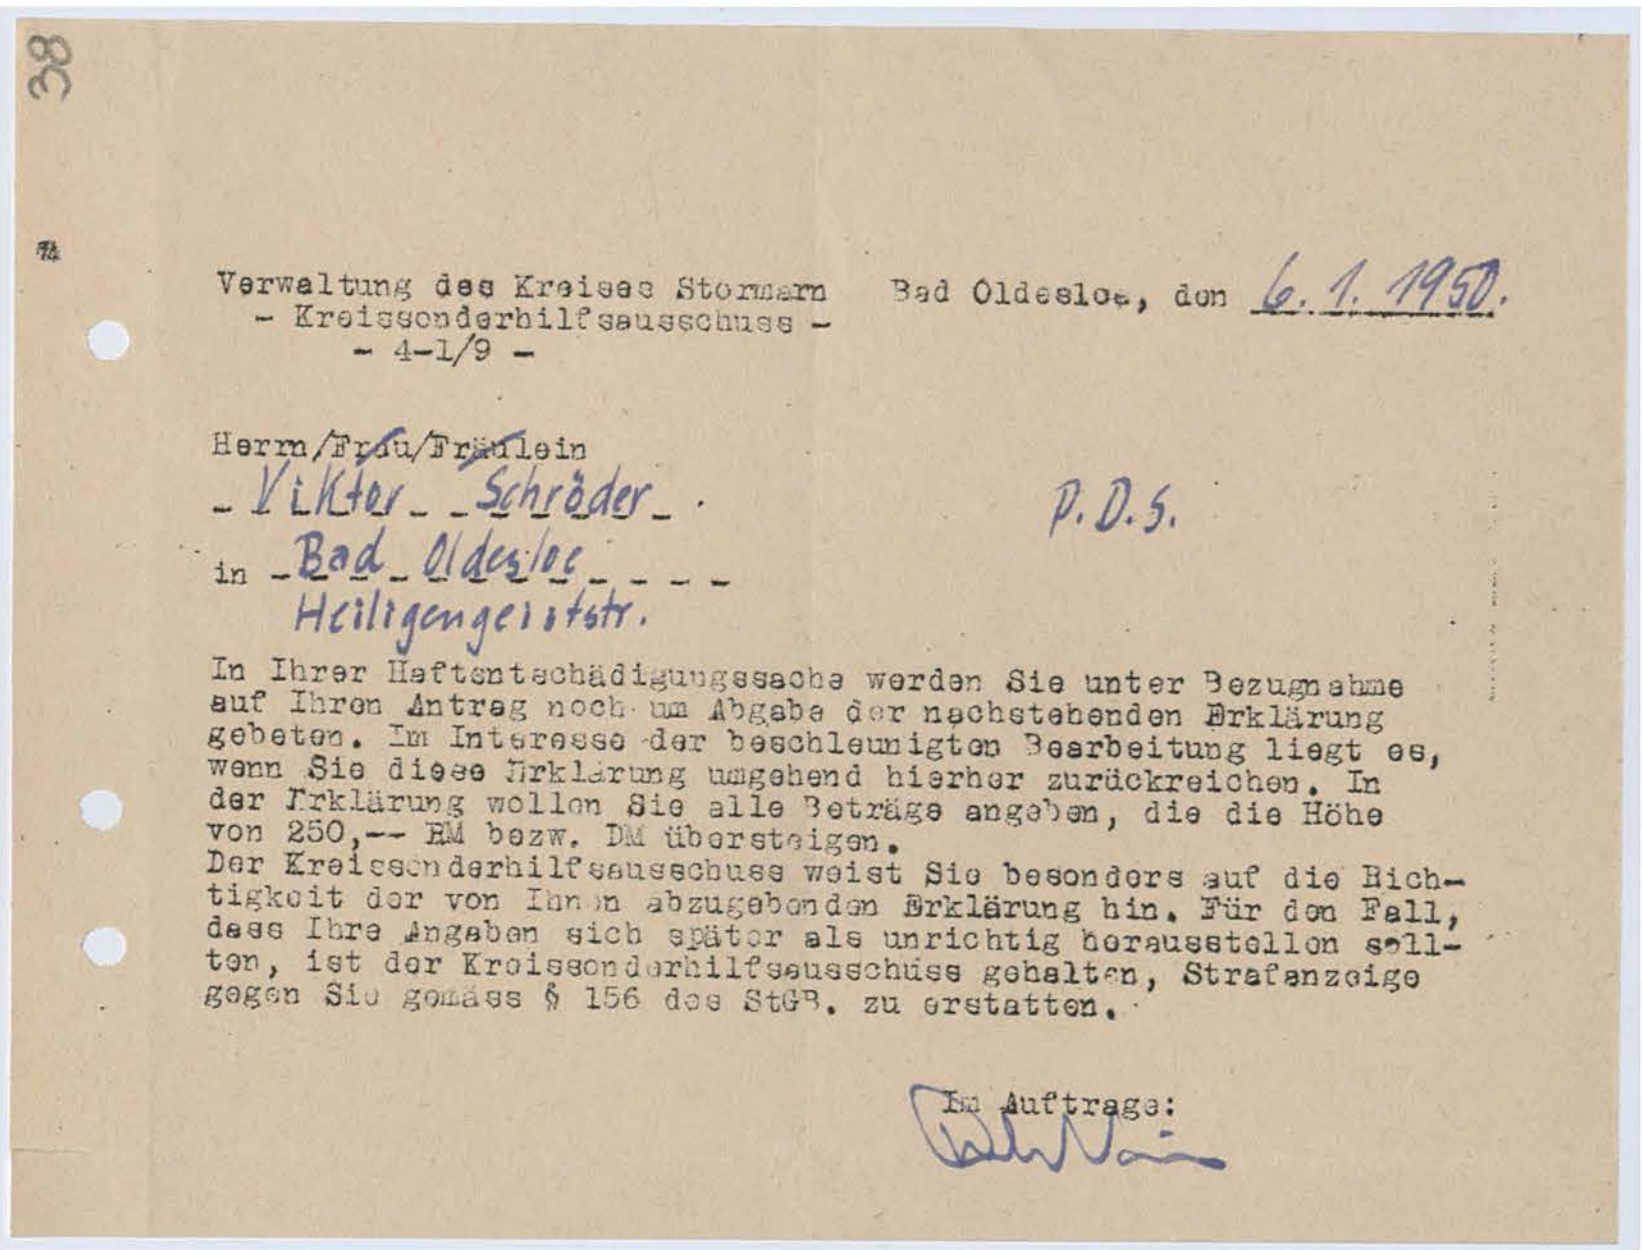 38
Verwaltung des Kreises Stormarn Bad Oldesloe, den 6. 1. 1950.
- Kreissonderhilfsausschuss -
- 4-1/9 -
Herrn/Frau/Fräulein
Viktor Schröder
P.D.S.
in Bad Oldesloe
Heiligengeiststr.
In Ihrer Haftentschädigungssache werden Sie unter Bezugnahme
auf Ihren Antrag noch um Abgabe der nachstehenden Erklärung
gebeten. Im Interesse der beschleunigten Bearbeitung liegt es,
wenn Sie diese Erklärung umgehend hierher zurückreichen. In
der Erklärung wollen Sie alle Beträge angeben, die die Höhe
von 250,-- RM bezw. DM übersteigen.
Der Kreissonderhilfsausschuss weist Sie besonders auf die Rich-
tigkeit der von Ihnen abzugebenden Erklärung hin. Für den Fall,
dass Ihre Angaben sich später als unrichtig herausstellen soll-
ten, ist der Kreissonderhilfsausschuss gehalten, Strafanzeige
gegen Sie gemäss § 156 des StGB. zu erstatten.
Im Auftrage: